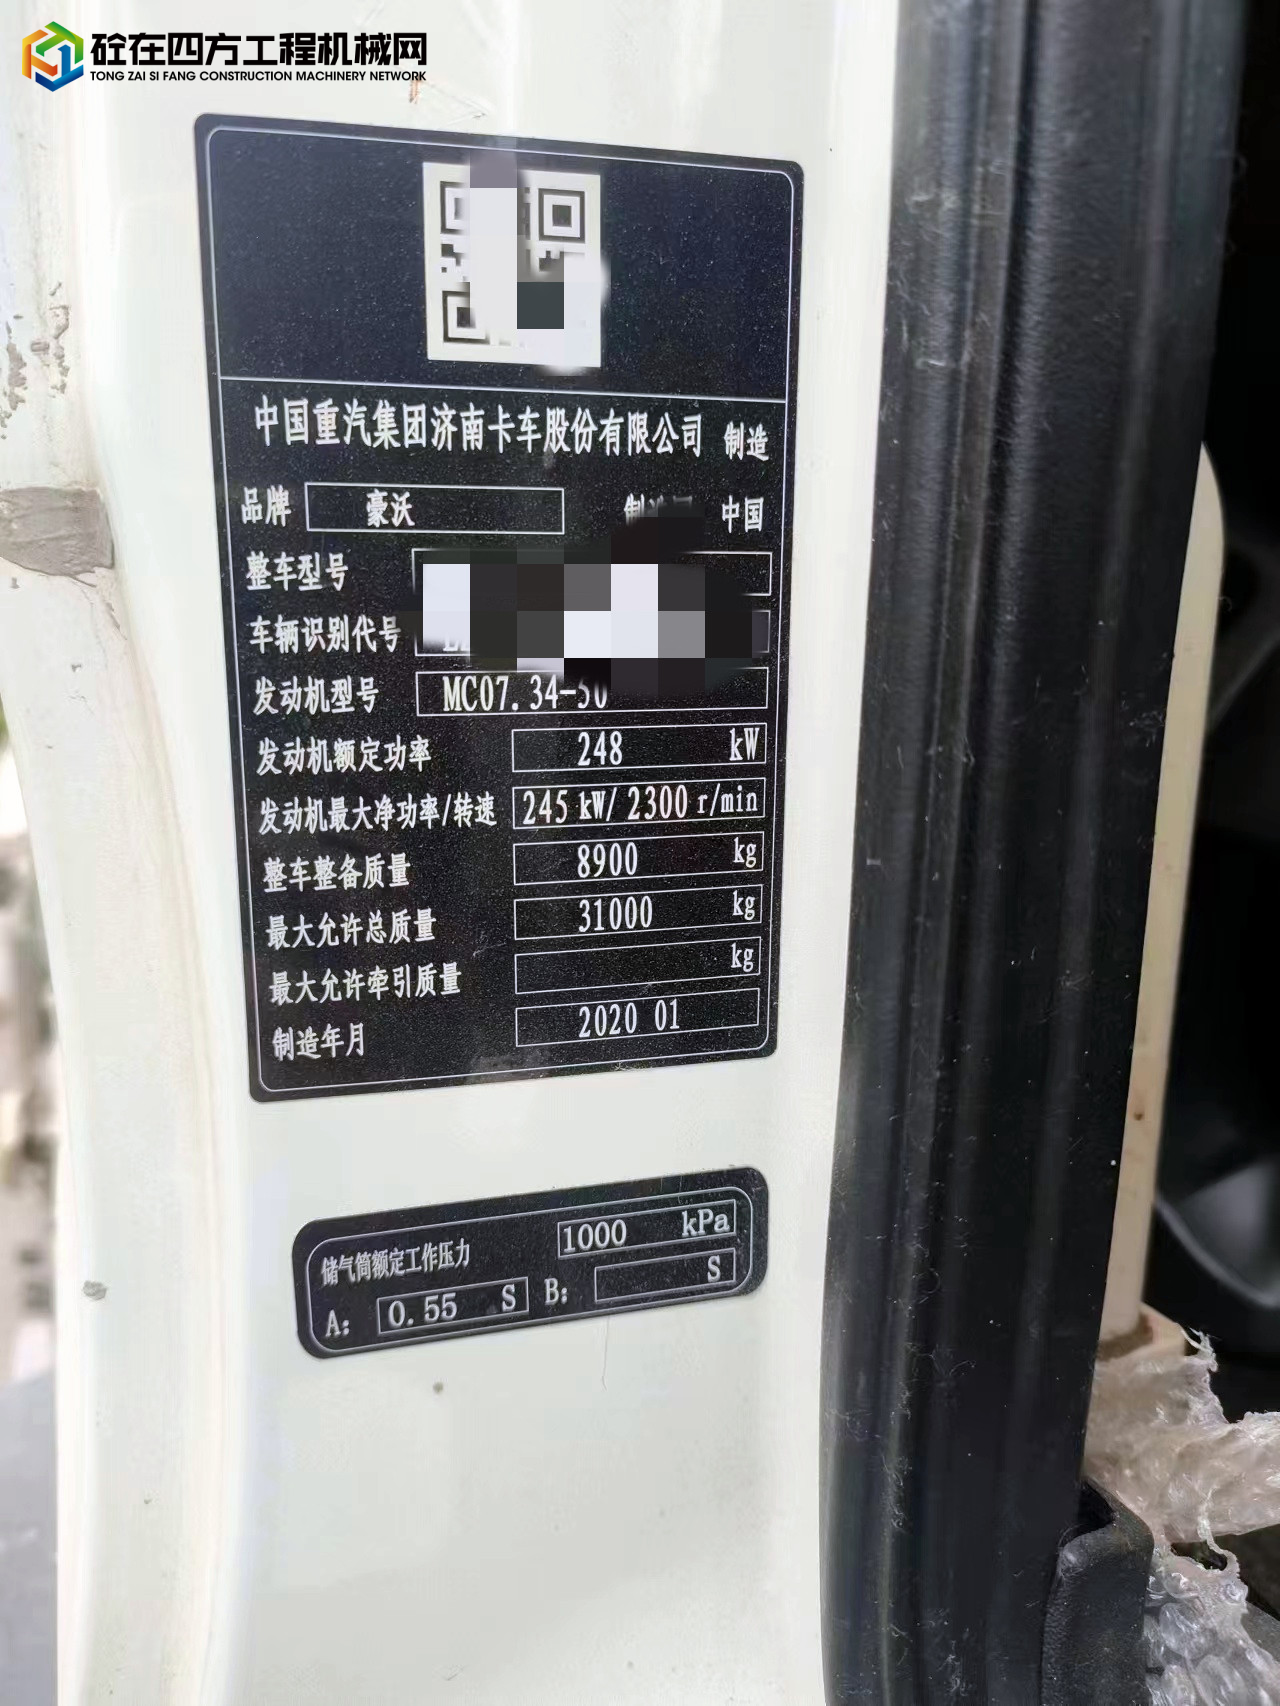 砼在四方工程机械网
TONG ZAI SI FANG CONSTRUCTION MACHINERY NETWORK
中国重汽集团济南卡车股份有限公司 制造
品牌 豪沃 制造 中国
整车型号
车辆识别代号
发动机型号 MC07.34-50
发动机额定功率 248 kW
发动机最大净功率/转速 245 kW/ 2300 r/min
整车整备质量 8900 kg
最大允许总质量 31000 kg
最大允许牵引质量 kg
制造年月 2020 01
储气筒额定工作压力 1000 kPa
A: 0.55 S B: S